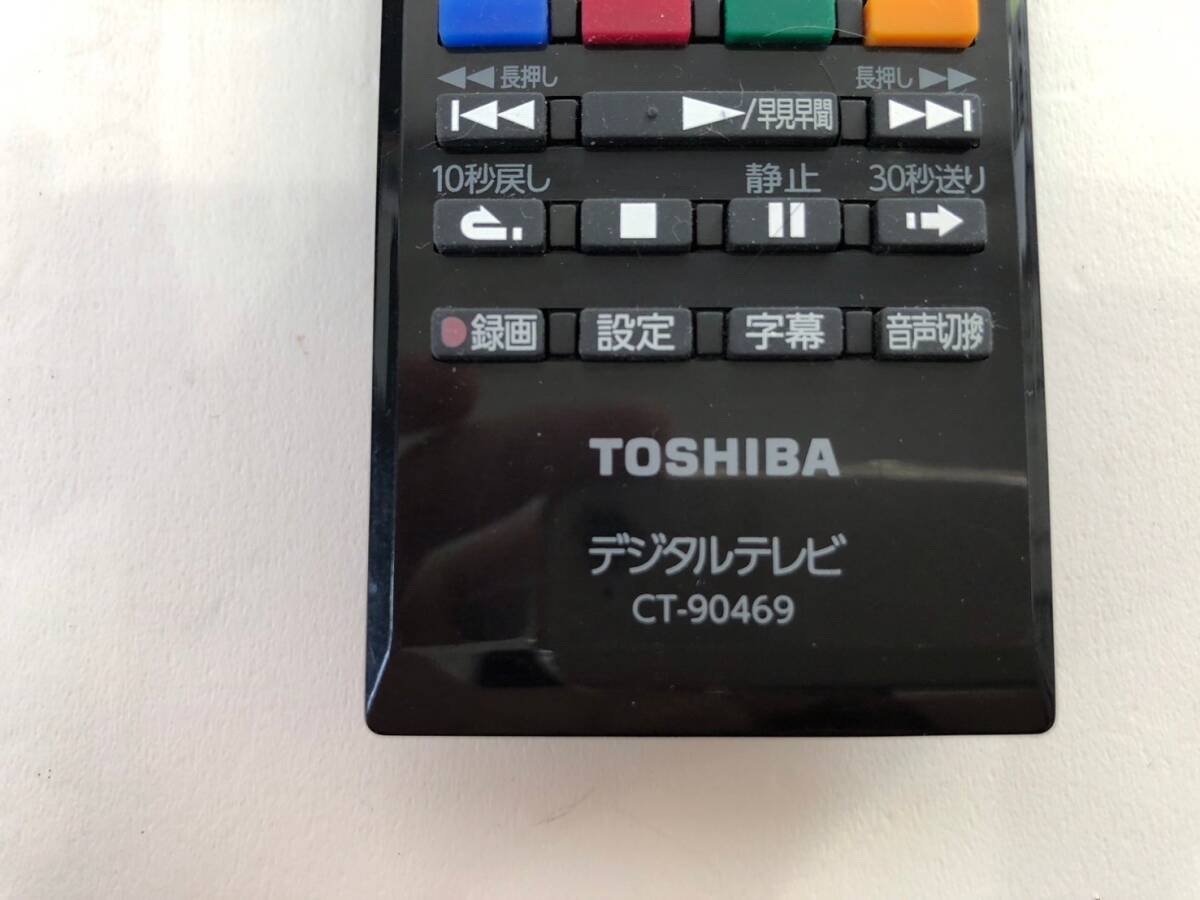 ◀◀ 長押し 長押し ▶▶
/早見早聞
10秒戻し 静止 30秒送り
録画 設定 字幕 音声切換
TOSHIBA
デジタルテレビ
CT-90469